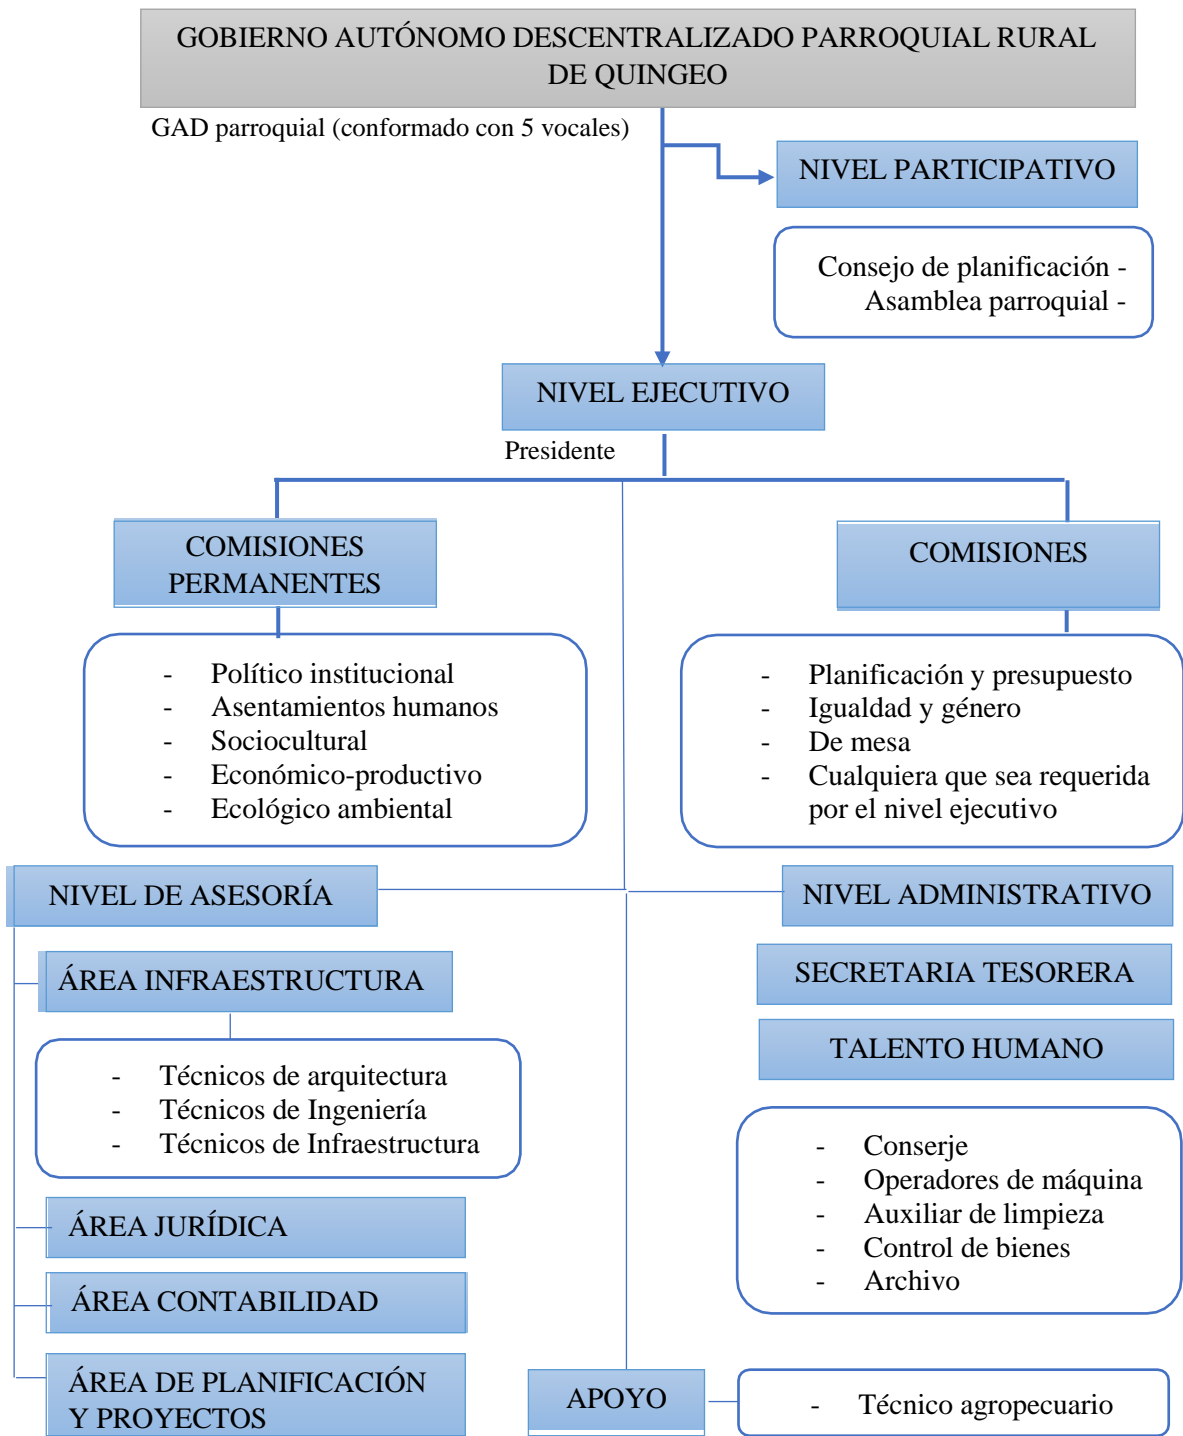 GOBIERNO AUTÓNOMO DESCENTRALIZADO PARROQUIAL RURAL
DE QUINGEO
GAD parroquial (conformado con 5 vocales)
NIVEL PARTICIPATIVO
Consejo de planificación -
Asamblea parroquial -
NIVEL EJECUTIVO
Presidente
COMISIONES
PERMANENTES
- Político institucional
- Asentamientos humanos
- Sociocultural
- Económico-productivo
- Ecológico ambiental
COMISIONES
- Planificación y presupuesto
- Igualdad y género
- De mesa
- Cualquiera que sea requerida
por el nivel ejecutivo
NIVEL DE ASESORÍA
ÁREA INFRAESTRUCTURA
- Técnicos de arquitectura
- Técnicos de Ingeniería
- Técnicos de Infraestructura
ÁREA JURÍDICA
ÁREA CONTABILIDAD
ÁREA DE PLANIFICACIÓN
Y PROYECTOS
NIVEL ADMINISTRATIVO
SECRETARIA TESORERA
TALENTO HUMANO
- Conserje
- Operadores de máquina
- Auxiliar de limpieza
- Control de bienes
- Archivo
APOYO
- Técnico agropecuario